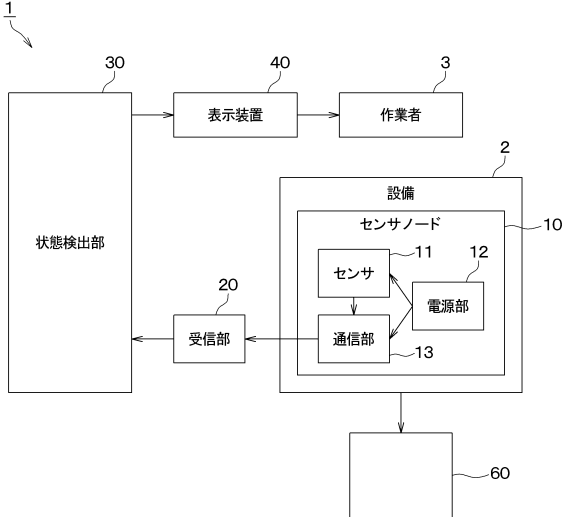 1
30
40
3
表示装置
作業者
2
設備
状態検出部
センサノード
10
11
12
センサ
電源部
20
受信部
通信部
13
60